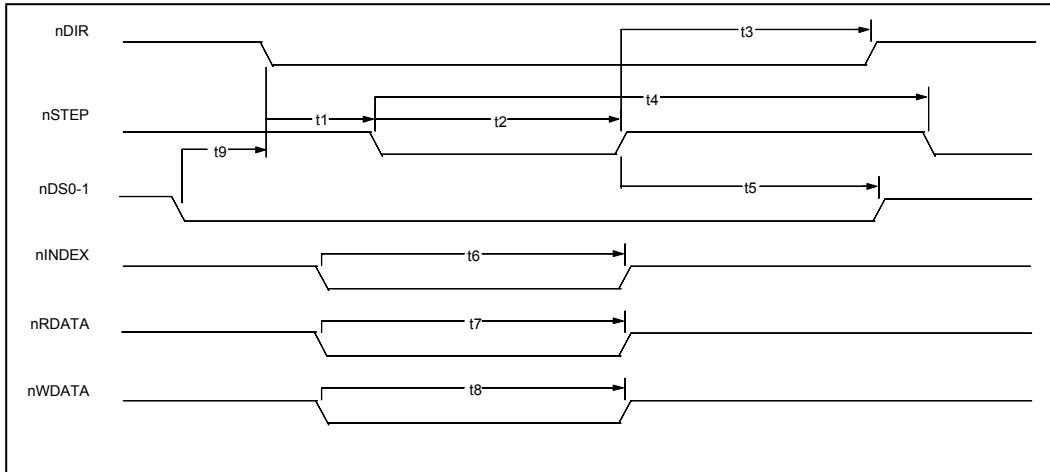 nDIR
t3
t4
nSTEP
t1
t2
t9
nDS0-1
t5
nINDEX
t6
nRDATA
t7
nWDATA
t8